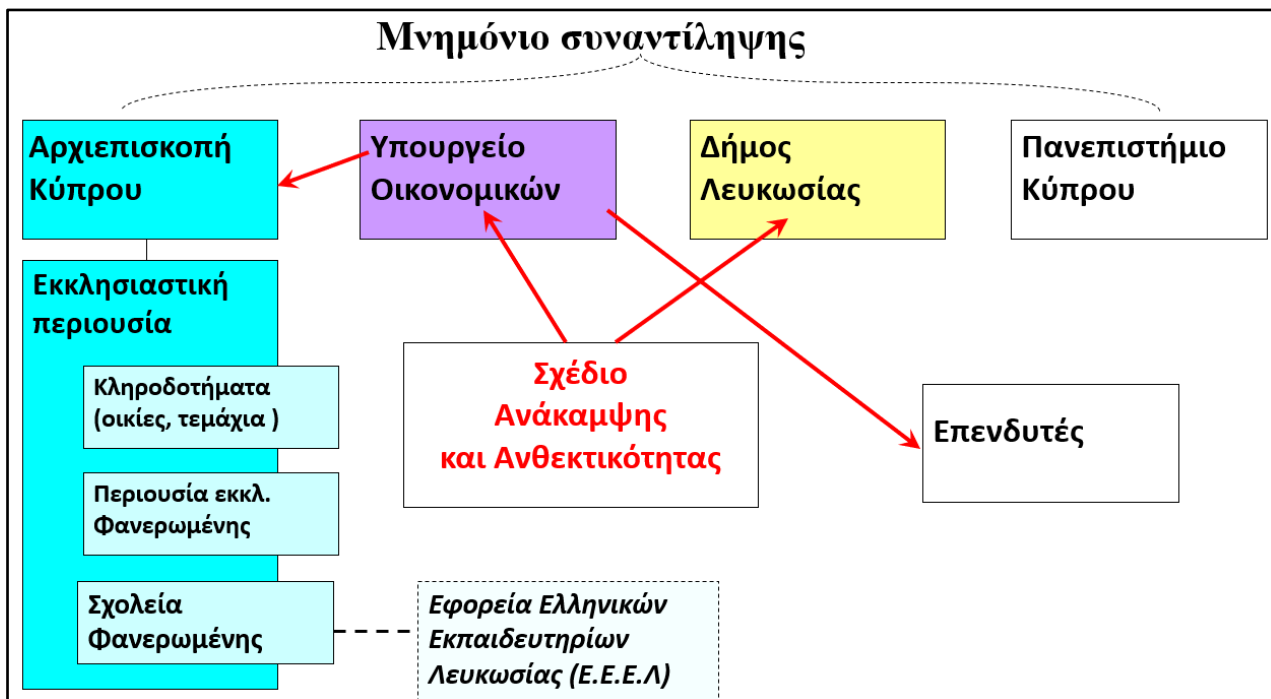 Μνημόνιο συναντίληψης
Αρχιεπισκοπή
Κύπρου
Υπουργείο
Οικονομικών
Δήμος
Λευκωσίας
Πανεπιστήμιο
Κύπρου
Εκκλησιαστική
περιουσία
Κληροδοτήματα
(οικίες, τεμάχια )
Περιουσία εκκλ.
Φανερωμένης
Σχολεία
Φανερωμένης
Σχέδιο
Ανάκαμψης
και Ανθεκτικότητας
Επενδυτές
Εφορεία Ελληνικών
Εκπαιδευτηρίων
Λευκωσίας (Ε.Ε.Ε.Λ)